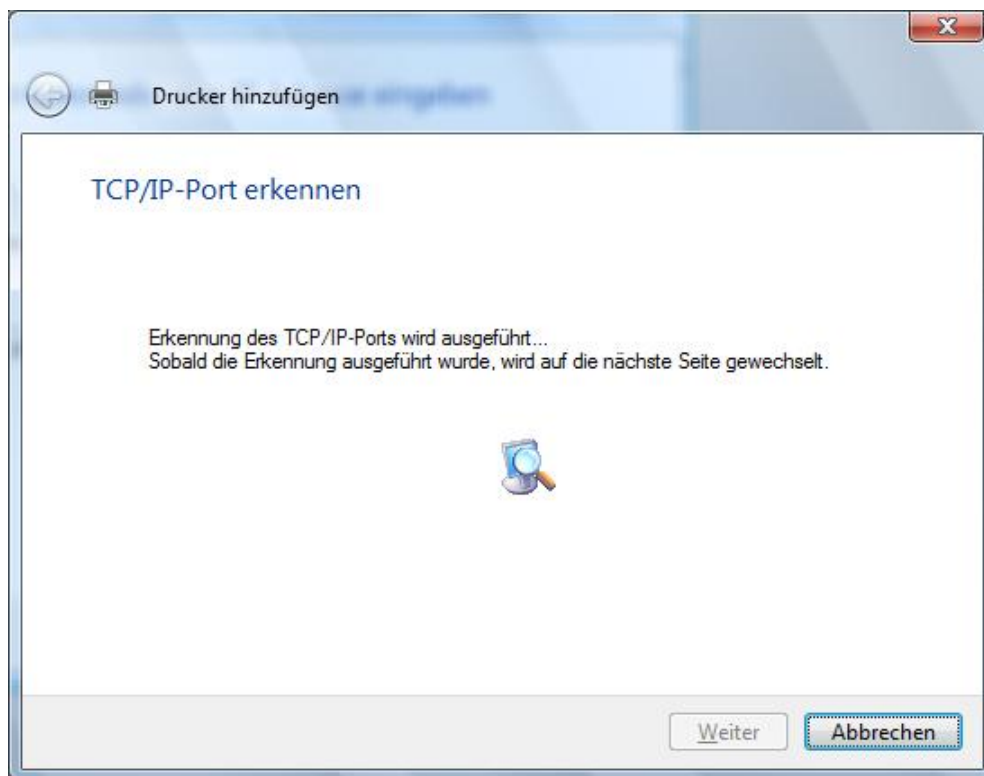 Drucker hinzufügen
TCP/IP-Port erkennen
Erkennung des TCP/IP-Ports wird ausgeführt...
Sobald die Erkennung ausgeführt wurde, wird auf die nächste Seite gewechselt.
Weiter
Abbrechen